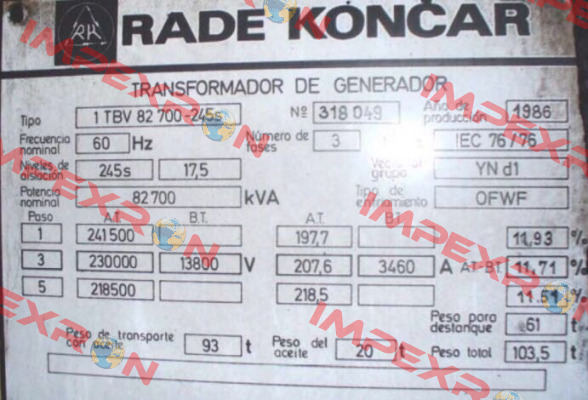 RK RADE KONČAR
TRANSFORMADOR DE GENERADOR
Tipo 1 TBV 82 700-245s Nº 318 049 Año de producción 1986
Frecuencia nominal 60 Hz Número de fases 3 IEC 76/76
Niveles de aislación 245s 17,5 grupo YN d1
Potencia nominal 82700 kVA Tipo de OFWF
Paso A.T. B.T. A.T. B.T.
1 241500 197,7 11,93 %
3 230000 13800 V 207,6 3460 A AT-BT 11,71 %
5 218500 218,5 11,51 %
Peso para destanque 61 t
Peso de transporte con aceite 93 t Peso del aceite 20 t Peso total 103,5 t
IMPEXRON